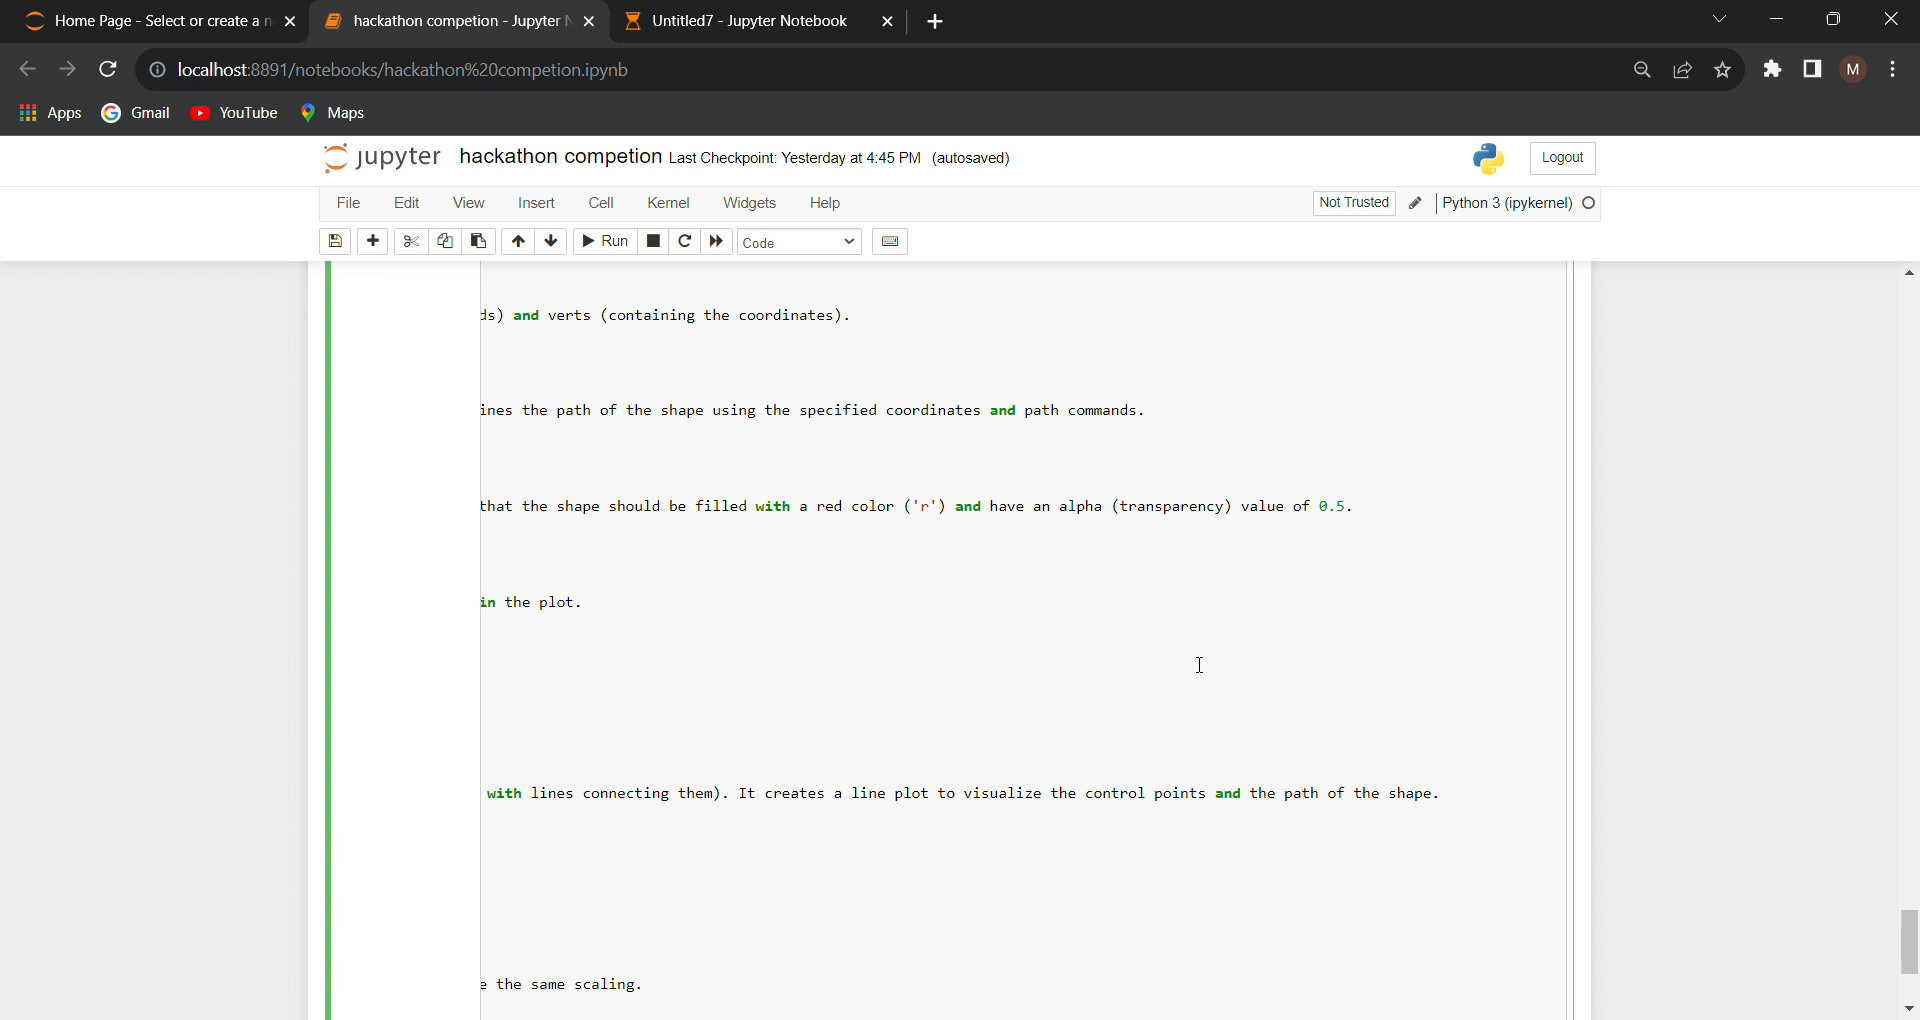 Home Page - Select or create a n
hackathon competion - Jupyter N
Untitled7 - Jupyter Notebook
localhost:8891/notebooks/hackathon%20competion.ipynb
M
Apps Gmail YouTube Maps
jupyter hackathon competion Last Checkpoint: Yesterday at 4:45 PM (autosaved)
Logout
File Edit View Insert Cell Kernel Widgets Help
Not Trusted Python 3 (ipykernel)
Run Code
ds) and verts (containing the coordinates).
ines the path of the shape using the specified coordinates and path commands.
that the shape should be filled with a red color ('r') and have an alpha (transparency) value of 0.5.
in the plot.
with lines connecting them). It creates a line plot to visualize the control points and the path of the shape.
e the same scaling.